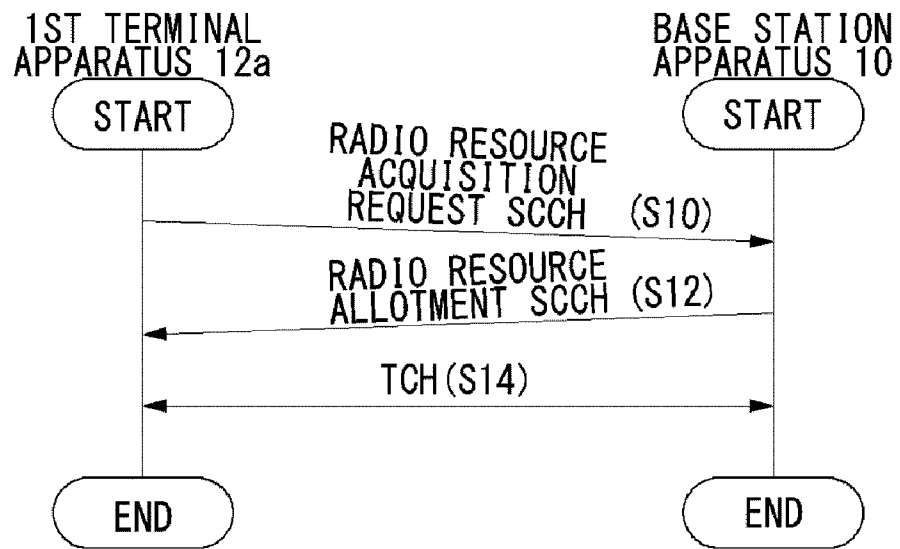 1ST TERMINAL
APPARATUS 12a
BASE STATION
APPARATUS 10
START
START
RADIO RESOURCE
ACQUISITION
REQUEST SCCH (S10)
RADIO RESOURCE
ALLOTMENT SCCH (S12)
TCH(S14)
END
END